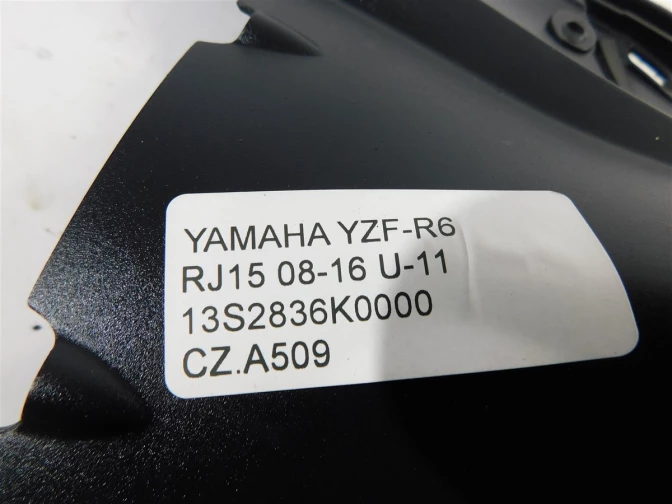 YAMAHA YZF-R6
RJ15 08-16 U-11
13S2836K0000
CZ.A509